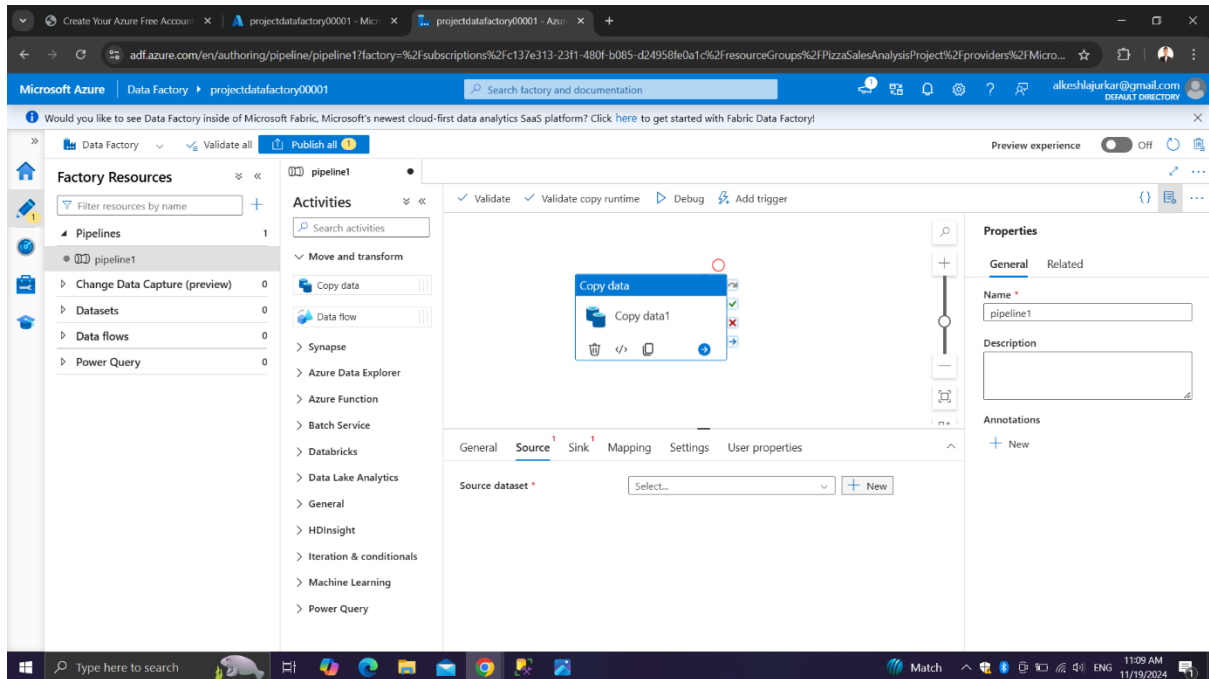 Create Your Azure Free Accoun
projectdatafactory00001 - Micr
projectdatafactory00001 - Azur
adf.azure.com/en/authoring/pipeline/pipeline1?factory=%2Fsubscriptions%2Fc137e313-23f1-480f-b085-d24958fe0a1c%2FresourceGroups%2FPizzaSalesAnalysisProject%2Fproviders%2FMicro...
Microsoft Azure | Data Factory projectdatafactory00001
Search factory and documentation
alkeshlajurkar@gmail.com
DEFAULT DIRECTORY
Would you like to see Data Factory inside of Microsoft Fabric, Microsoft's newest cloud-first data analytics SaaS platform? Click here to get started with Fabric Data Factory!
Data Factory
Validate all
Publish all 1
Preview experience
Off
1
Factory Resources
Filter resources by name
Pipelines 1
pipeline1
Change Data Capture (preview) 0
Datasets 0
Data flows 0
Power Query 0
pipeline1
Activities
Search activities
Move and transform
Copy data
Data flow
Synapse
Azure Data Explorer
Azure Function
Batch Service
Databricks
Data Lake Analytics
General
HDInsight
Iteration & conditionals
Machine Learning
Power Query
Validate
Validate copy runtime
Debug
Add trigger
Copy data
Copy data1
General Source 1 Sink 1 Mapping Settings User properties
Source dataset *
Select...
New
Properties
General Related
Name *
pipeline1
Description
Annotations
New
Type here to search
Match
ENG
11:09 AM
11/19/2024
1